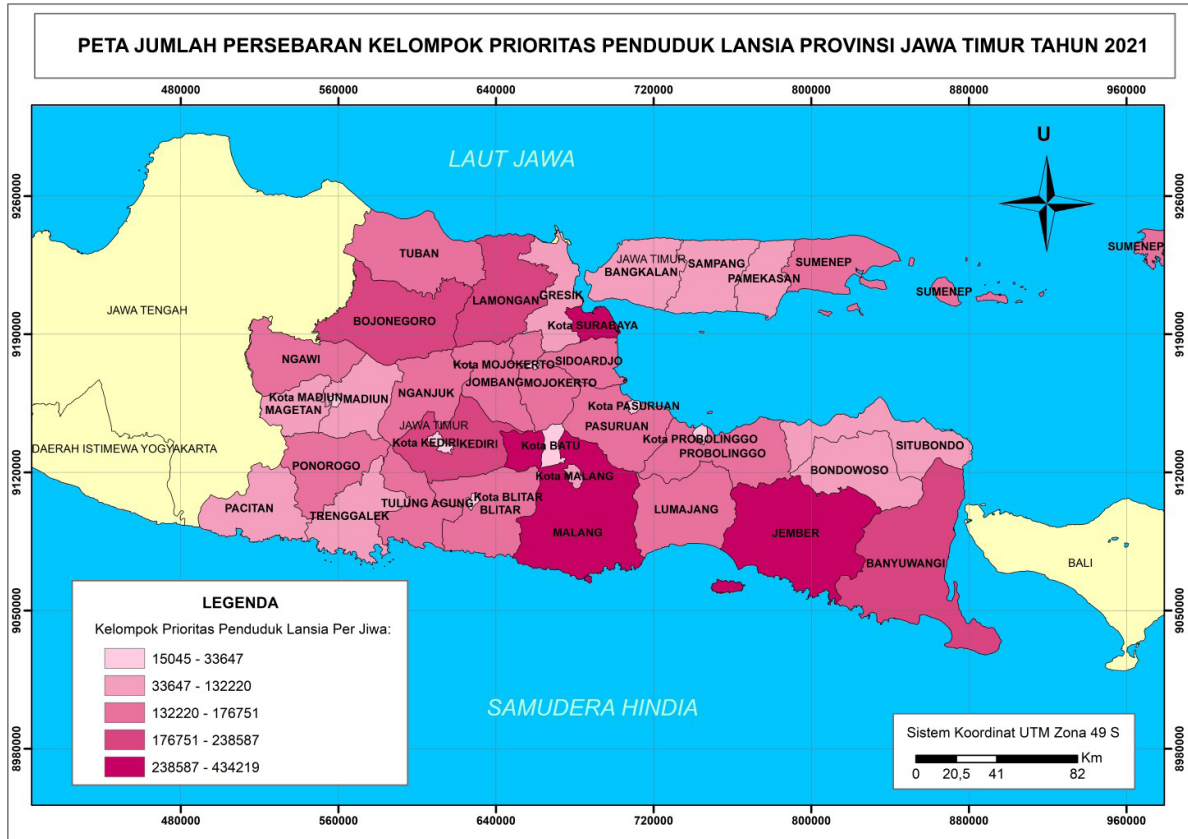 PETA JUMLAH PERSEBARAN KELOMPOK PRIORITAS PENDUDUK LANSIA PROVINSI JAWA TIMUR TAHUN 2021
480000 560000 640000 720000 800000 880000 960000
LAUT JAWA
U
9260000 9260000
TUBAN
JAWA TIMUR
BANGKALAN
SAMPANG
PAMEKASAN
SUMENEP
SUMENEP
SUMENEP
JAWA TENGAH
LAMONGAN
GRESIK
BOJONEGORO
Kota SURABAYA
9190000 9190000
NGAWI
Kota MOJOKERTO
SIDOARDJO
JOMBANG
MOJOKERTO
Kota MADIUN
MADIUN
MAGETAN
NGANJUK
Kota PASURUAN
PASURUAN
JAWA TIMUR
Kota KEDIRI
KEDIRI
Kota BATU
Kota PROBOLINGGO
PROBOLINGGO
SITUBONDO
DAERAH ISTIMEWA YOGYAKARTA
PONOROGO
BONDOWOSO
9120000 9120000
Kota MALANG
PACITAN
TRENGGALEK
TULUNG AGUNG
Kota BLITAR
BLITAR
LUMAJANG
MALANG
JEMBER
BANYUWANGI
BALI
9050000 9050000
LEGENDA
Kelompok Prioritas Penduduk Lansia Per Jiwa:
15045 - 33647
33647 - 132220
132220 - 176751
176751 - 238587
238587 - 434219
SAMUDERA HINDIA
Sistem Koordinat UTM Zona 49 S
Km
0 20,5 41 82
8980000 8980000
480000 560000 640000 720000 800000 880000 960000